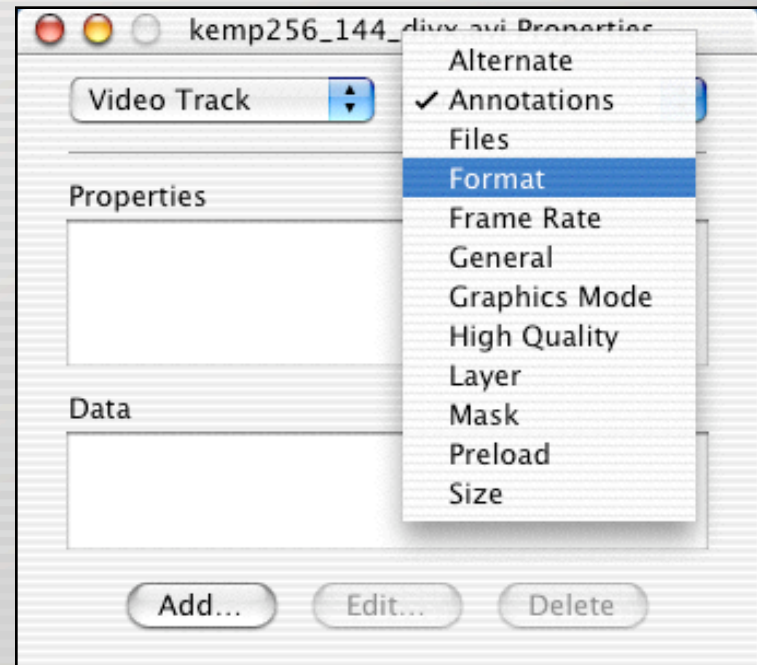 kemp256_144_divx.avi Properties
Video Track
Alternate
✓ Annotations
Files
Format
Frame Rate
General
Graphics Mode
High Quality
Layer
Mask
Preload
Size
Properties
Data
Add...
Edit...
Delete